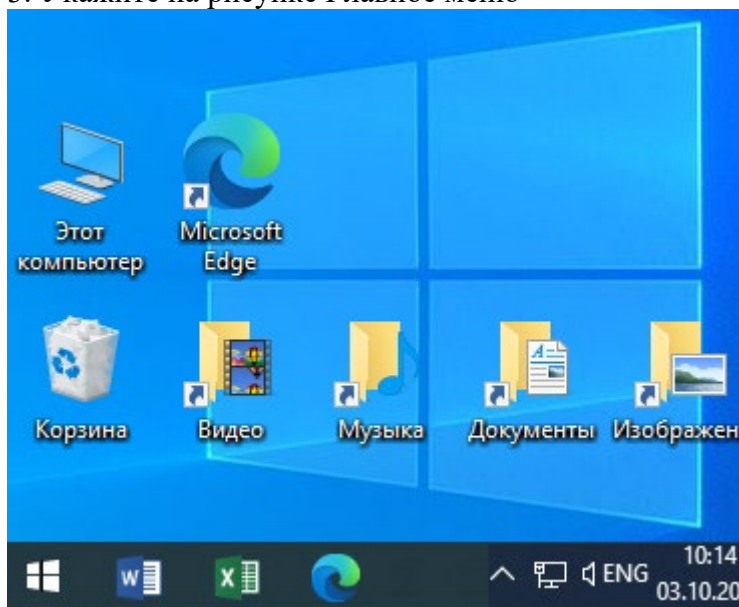 3. Укажите на рисунке Главное меню
Этот
компьютер
Microsoft
Edge
Корзина
Видео
Музыка
Документы
Изображен
ENG
10:14
03.10.20